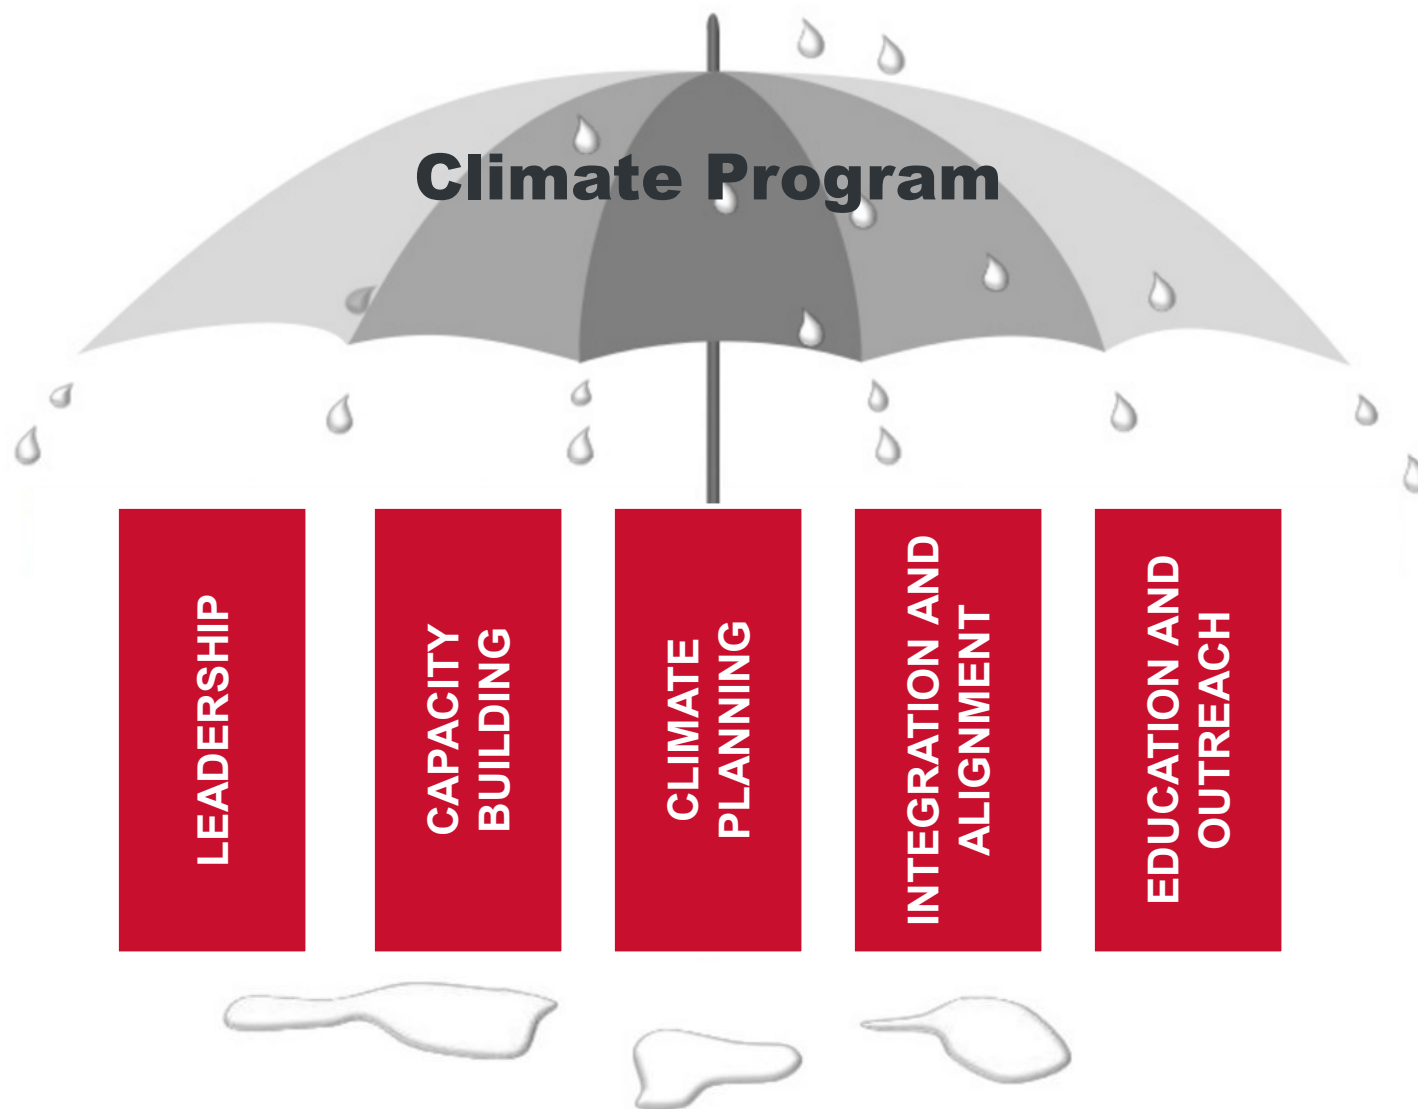 Climate Program
LEADERSHIP
CAPACITY
BUILDING
CLIMATE
PLANNING
INTEGRATION AND
ALIGNMENT
EDUCATION AND
OUTREACH